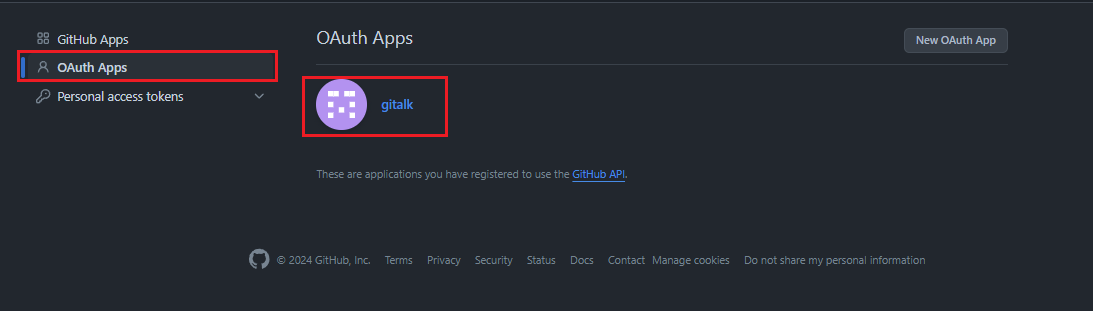 GitHub Apps
OAuth Apps
Personal access tokens
OAuth Apps
New OAuth App
gitalk
These are applications you have registered to use the GitHub API.
© 2024 GitHub, Inc. Terms Privacy Security Status Docs Contact Manage cookies Do not share my personal information